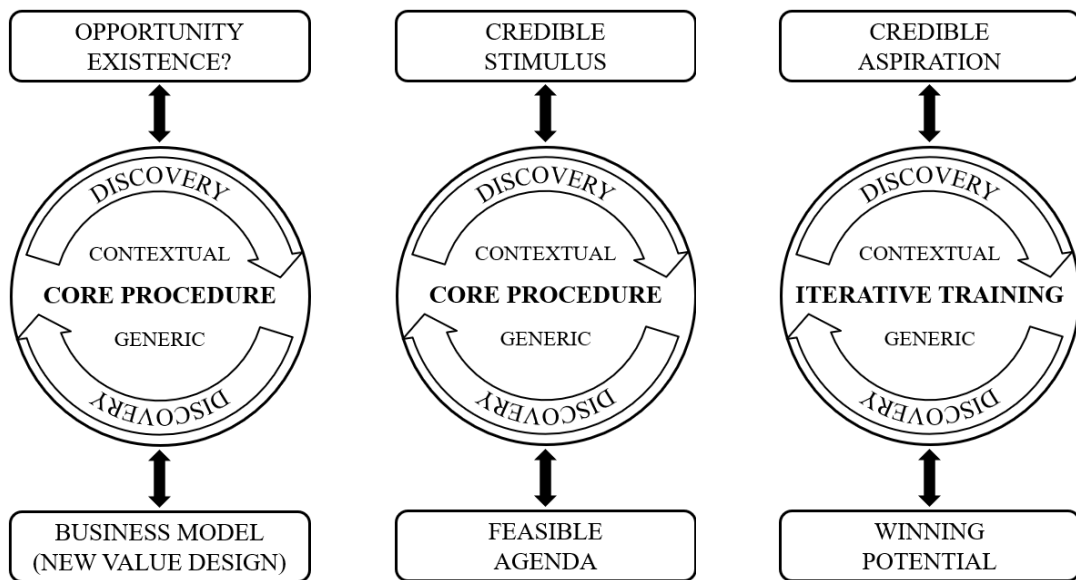 OPPORTUNITY
EXISTENCE?
DISCOVERY
CONTEXTUAL
CORE PROCEDURE
GENERIC
DISCOVERY
BUSINESS MODEL
(NEW VALUE DESIGN)
CREDIBLE
STIMULUS
DISCOVERY
CONTEXTUAL
CORE PROCEDURE
GENERIC
DISCOVERY
FEASIBLE
AGENDA
CREDIBLE
ASPIRATION
DISCOVERY
CONTEXTUAL
ITERATIVE TRAINING
GENERIC
DISCOVERY
WINNING
POTENTIAL